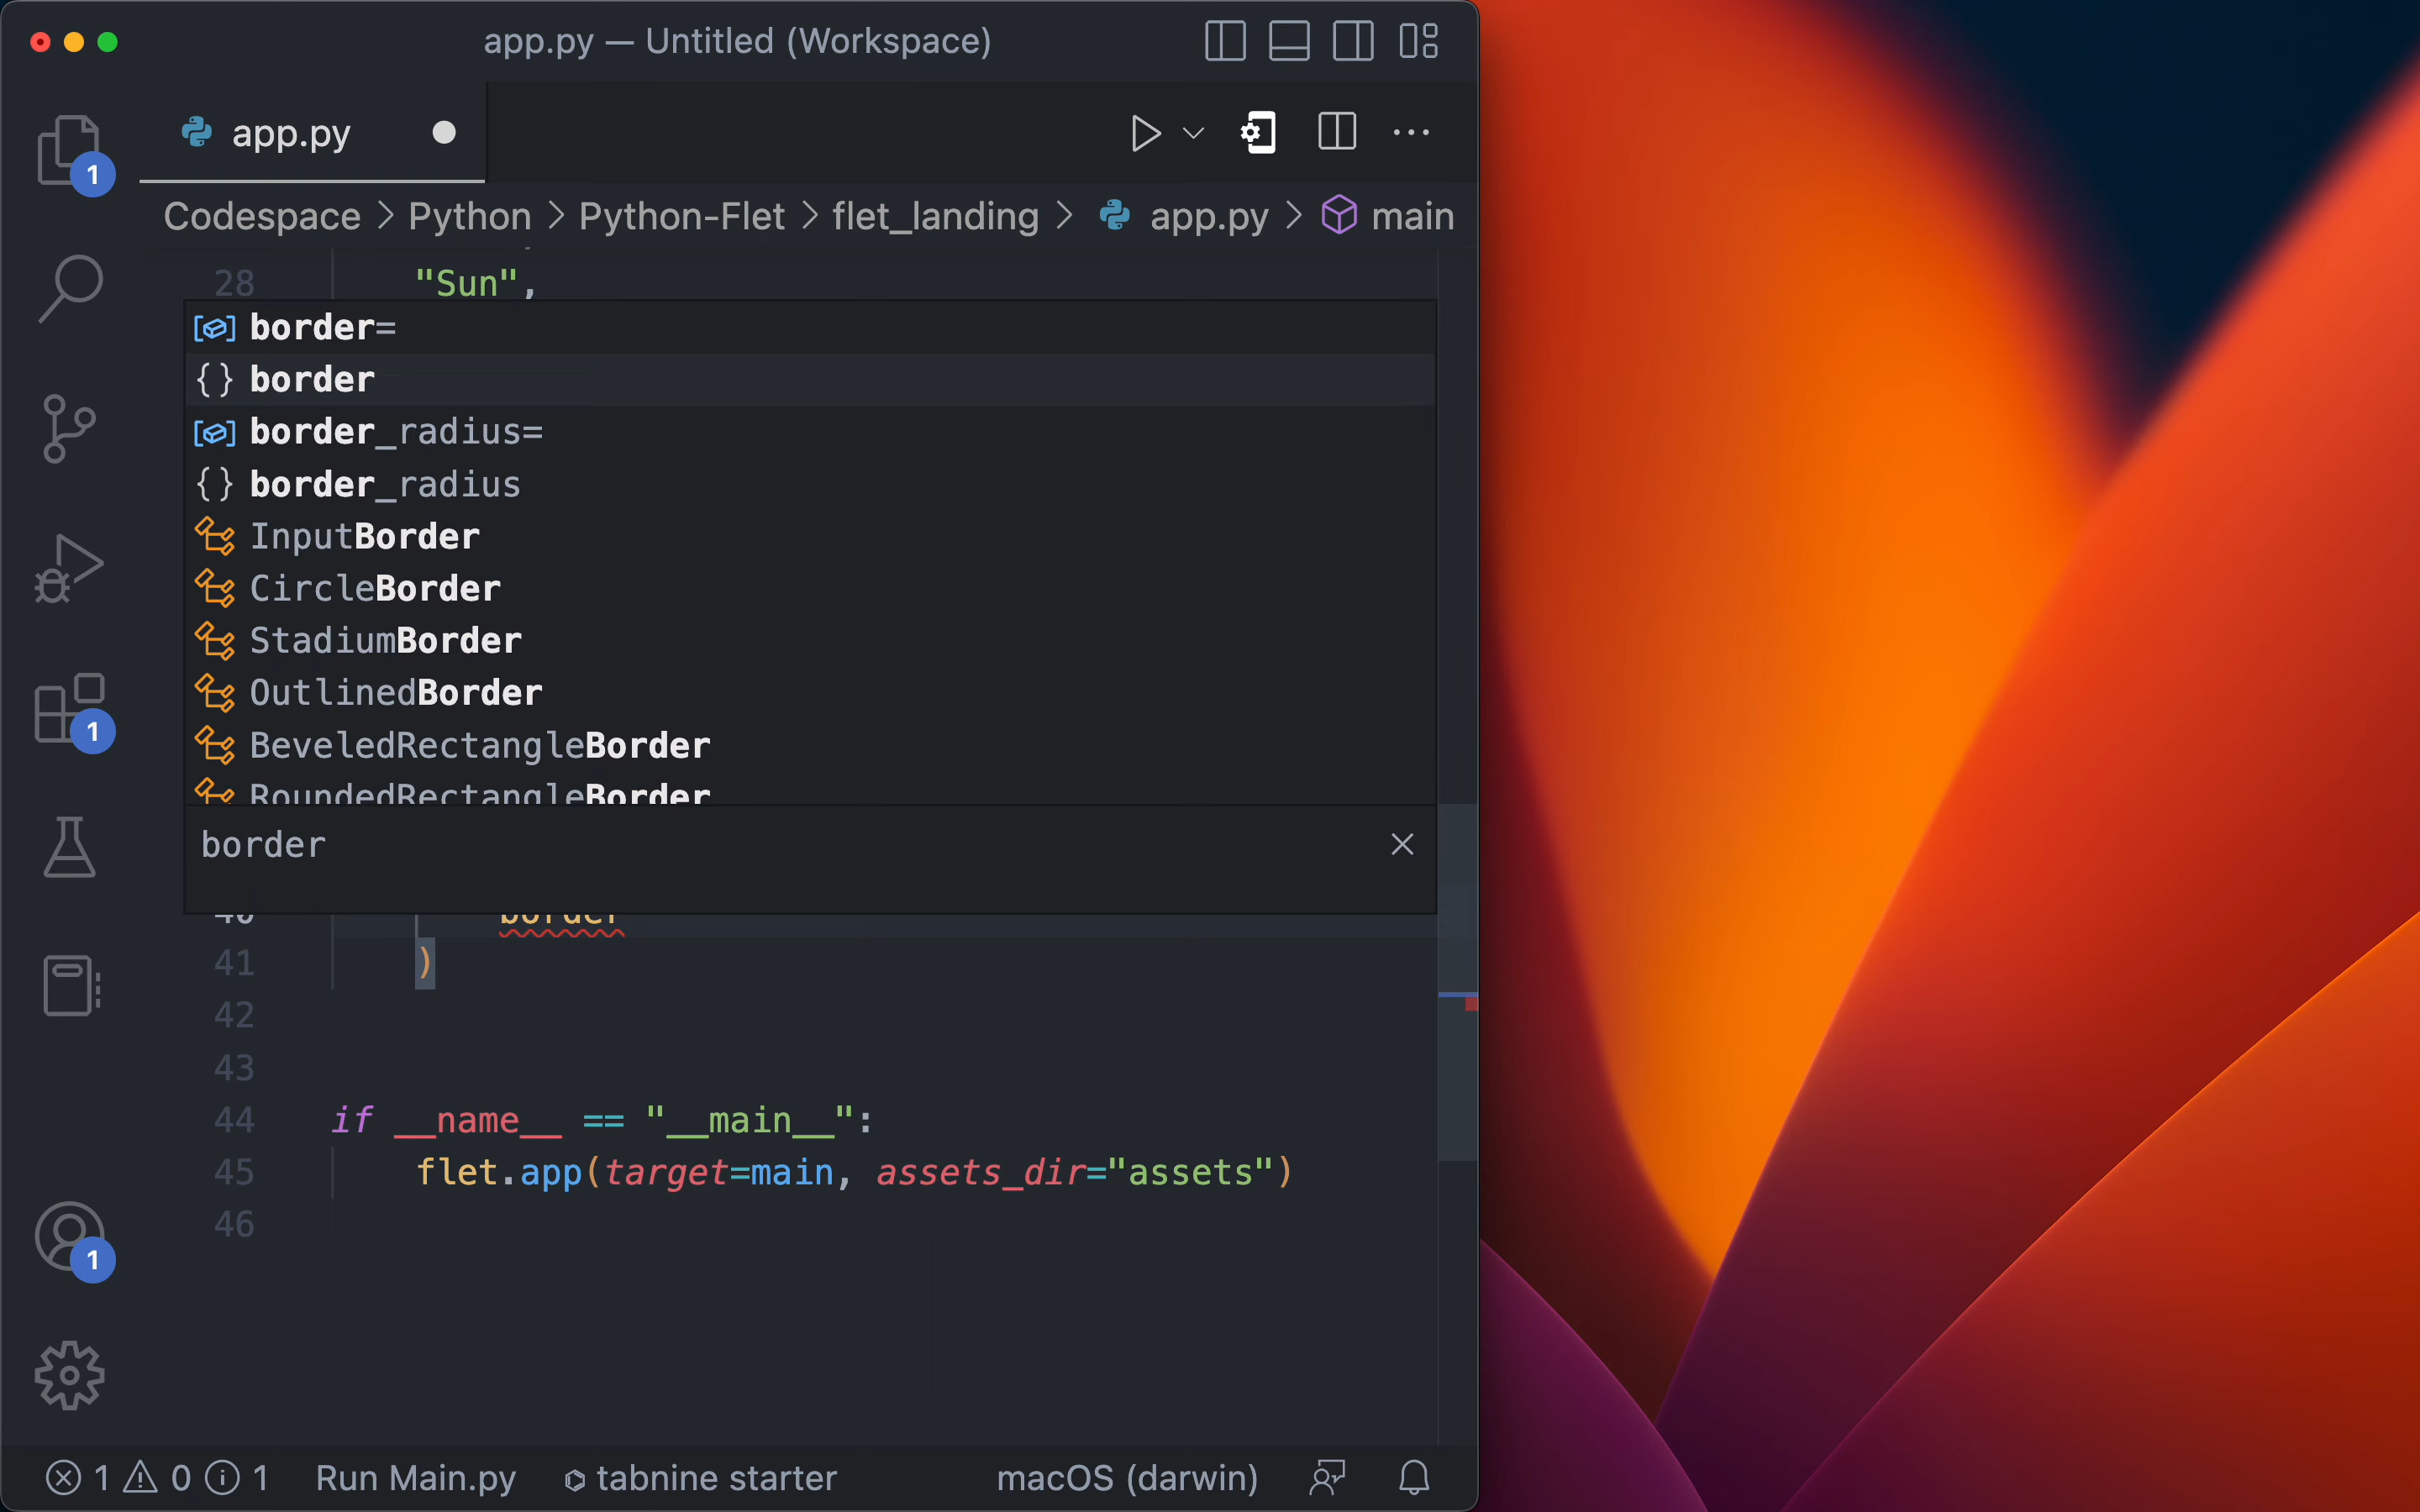 app.py — Untitled (Workspace)
app.py
1
Codespace > Python > Python-Flet > flet_landing > app.py > main
28 "Sun",
border=
{} border
border_radius=
{} border_radius
InputBorder
CircleBorder
StadiumBorder
OutlinedBorder
1
BeveledRectangleBorder
RoundedRectangleBorder
border
40 border
41 )
42
43
44 if __name__ == "__main__":
45 flet.app(target=main, assets_dir="assets")
46
1
1 0 1 Run Main.py tabnine starter macOS (darwin)